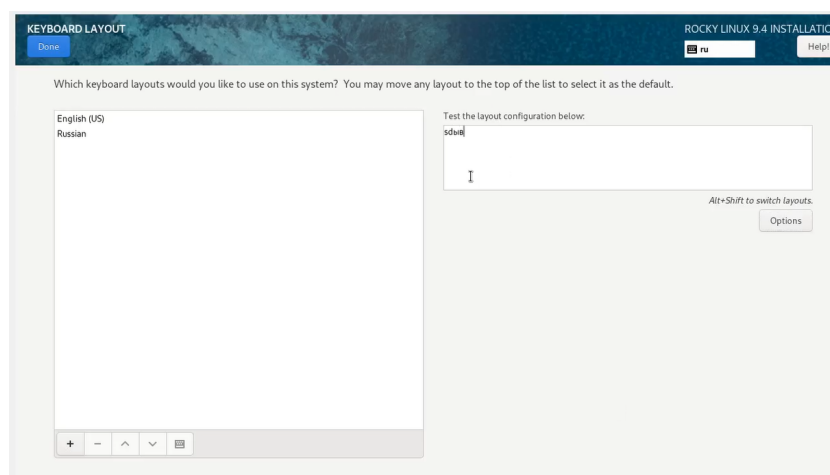 KEYBOARD LAYOUT
ROCKY LINUX 9.4 INSTALLATIO
Done
ru
Help!
Which keyboard layouts would you like to use on this system? You may move any layout to the top of the list to select it as the default.
English (US)
Russian
Test the layout configuration below:
sdыв
Alt+Shift to switch layouts.
Options